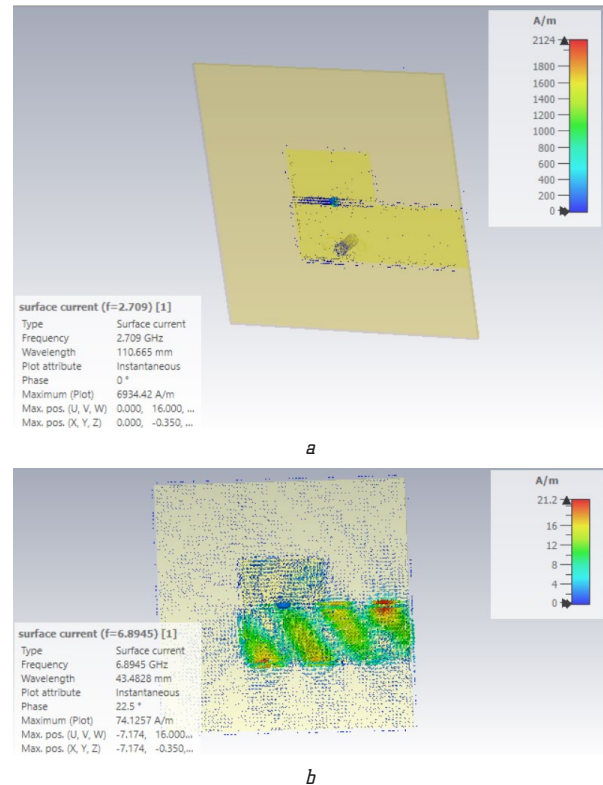 A/m
2124
1800
1600
1400
1200
1000
800
600
400
200
0
surface current (f=2.709) [1]
Type Surface current
Frequency 2.709 GHz
Wavelength 110.665 mm
Plot attribute Instantaneous
Phase 0 °
Maximum (Plot) 6934.42 A/m
Max. pos. (U, V, W) 0.000, 16.000, ...
Max. pos. (X, Y, Z) 0.000, -0.350, ...
a
A/m
21.2
16
12
8
4
0
surface current (f=6.8945) [1]
Type Surface current
Frequency 6.8945 GHz
Wavelength 43.4828 mm
Plot attribute Instantaneous
Phase 22.5 °
Maximum (Plot) 74.1257 A/m
Max. pos. (U, V, W) -7.174, 16.000...
Max. pos. (X, Y, Z) -7.174, -0.350,...
b